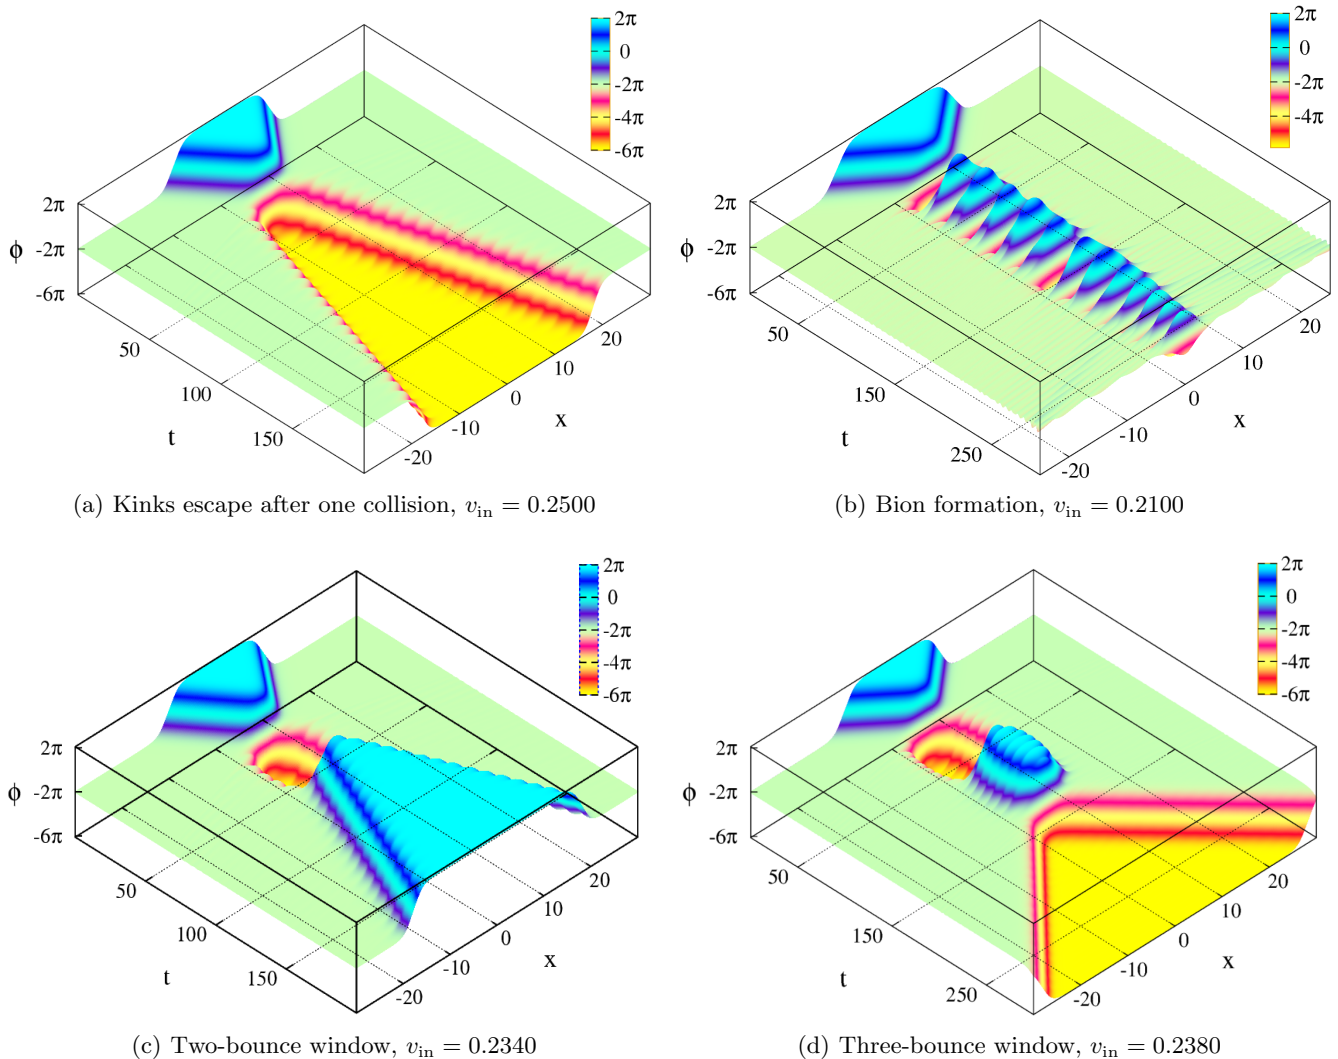 2π
0
-2π
-4π
-6π
2π
ϕ -2π
-6π
50
100
150
t
-20
-10
0
10
20
x
(a) Kinks escape after one collision, v_in = 0.2500
2π
0
-2π
-4π
2π
ϕ -2π
-6π
50
150
250
t
-20
-10
0
10
20
x
(b) Bion formation, v_in = 0.2100
2π
0
-2π
-4π
-6π
2π
ϕ -2π
-6π
50
100
150
t
-20
-10
0
10
20
x
(c) Two-bounce window, v_in = 0.2340
2π
0
-2π
-4π
-6π
2π
ϕ -2π
-6π
50
150
250
t
-20
-10
0
10
20
x
(d) Three-bounce window, v_in = 0.2380